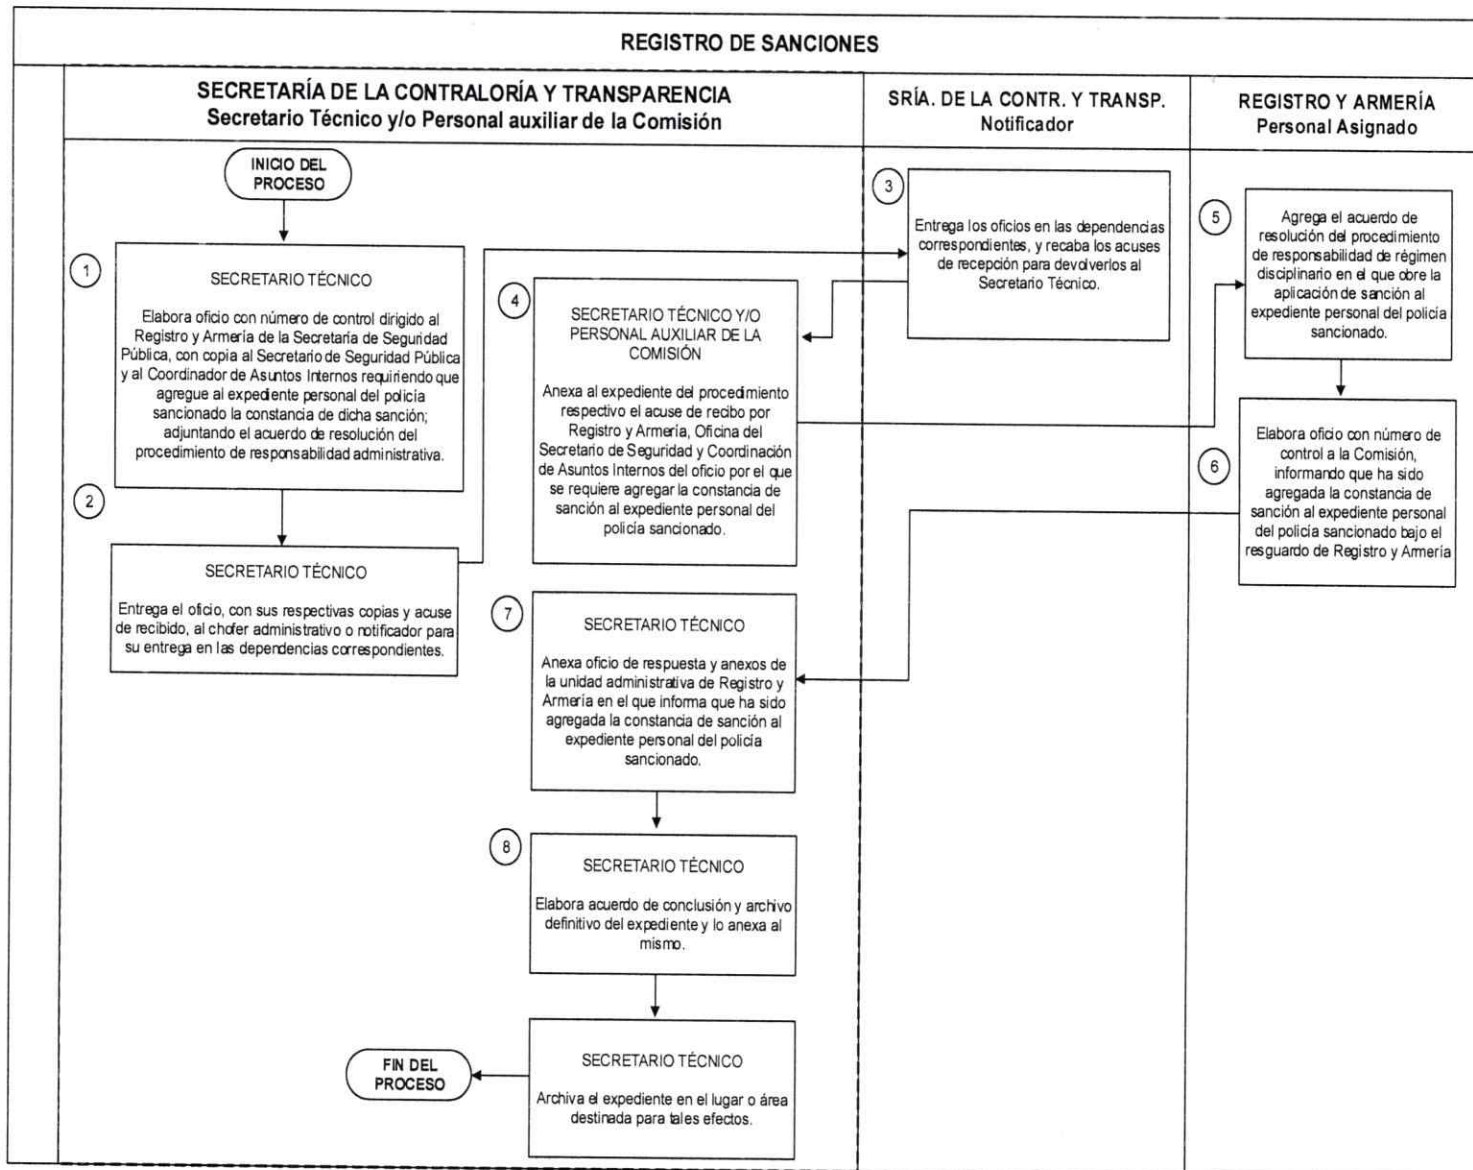 REGISTRO DE SANCIONES
SECRETARÍA DE LA CONTRALORÍA Y TRANSPARENCIA
Secretario Técnico y/o Personal auxiliar de la Comisión
SRÍA. DE LA CONTR. Y TRANSP.
Notificador
REGISTRO Y ARMERÍA
Personal Asignado
INICIO DEL
PROCESO
1
SECRETARIO TÉCNICO
Elabora oficio con número de control dirigido al
Registro y Armería de la Secretaría de Seguridad
Pública, con copia al Secretario de Seguridad Pública
y al Coordinador de Asuntos Internos requiriendo que
agregue al expediente personal del policía
sancionado la constancia de dicha sanción;
adjuntando el acuerdo de resolución del
procedimiento de responsabilidad administrativa.
2
SECRETARIO TÉCNICO
Entrega el oficio, con sus respectivas copias y acuse
de recibido, al chofer administrativo o notificador para
su entrega en las dependencias correspondientes.
3
Entrega los oficios en las dependencias
correspondientes, y recaba los acuses
de recepción para devolverlos al
Secretario Técnico.
4
SECRETARIO TÉCNICO Y/O
PERSONAL AUXILIAR DE LA
COMISIÓN
Anexa al expediente del procedimiento
respectivo el acuse de recibo por
Registro y Armería, Oficina del
Secretario de Seguridad y Coordinación
de Asuntos Internos del oficio por el que
se requiere agregar la constancia de
sanción al expediente personal del
policía sancionado.
5
Agrega el acuerdo de
resolución del procedimiento
de responsabilidad de régimen
disciplinario en el que obre la
aplicación de sanción al
expediente personal del policía
sancionado.
6
Elabora oficio con número de
control a la Comisión,
informando que ha sido
agregada la constancia de
sanción al expediente personal
del policía sancionado bajo el
resguardo de Registro y Armería
7
SECRETARIO TÉCNICO
Anexa oficio de respuesta y anexos de
la unidad administrativa de Registro y
Armería en el que informa que ha sido
agregada la constancia de sanción al
expediente personal del policía
sancionado.
8
SECRETARIO TÉCNICO
Elabora acuerdo de conclusión y archivo
definitivo del expediente y lo anexa al
mismo.
SECRETARIO TÉCNICO
Archiva el expediente en el lugar o área
destinada para tales efectos.
FIN DEL
PROCESO